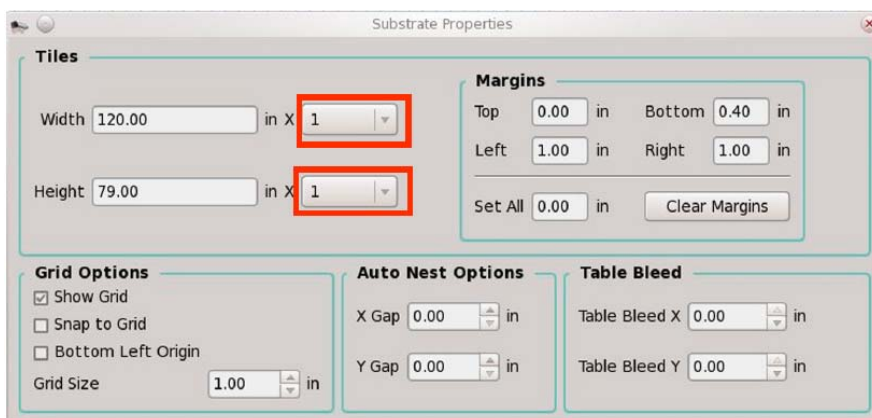 Substrate Properties
Tiles
Width 120.00 in X 1
Height 79.00 in X 1
Margins
Top 0.00 in Bottom 0.40 in
Left 1.00 in Right 1.00 in
Set All 0.00 in Clear Margins
Grid Options
Show Grid
Snap to Grid
Bottom Left Origin
Grid Size 1.00 in
Auto Nest Options
X Gap 0.00 in
Y Gap 0.00 in
Table Bleed
Table Bleed X 0.00 in
Table Bleed Y 0.00 in